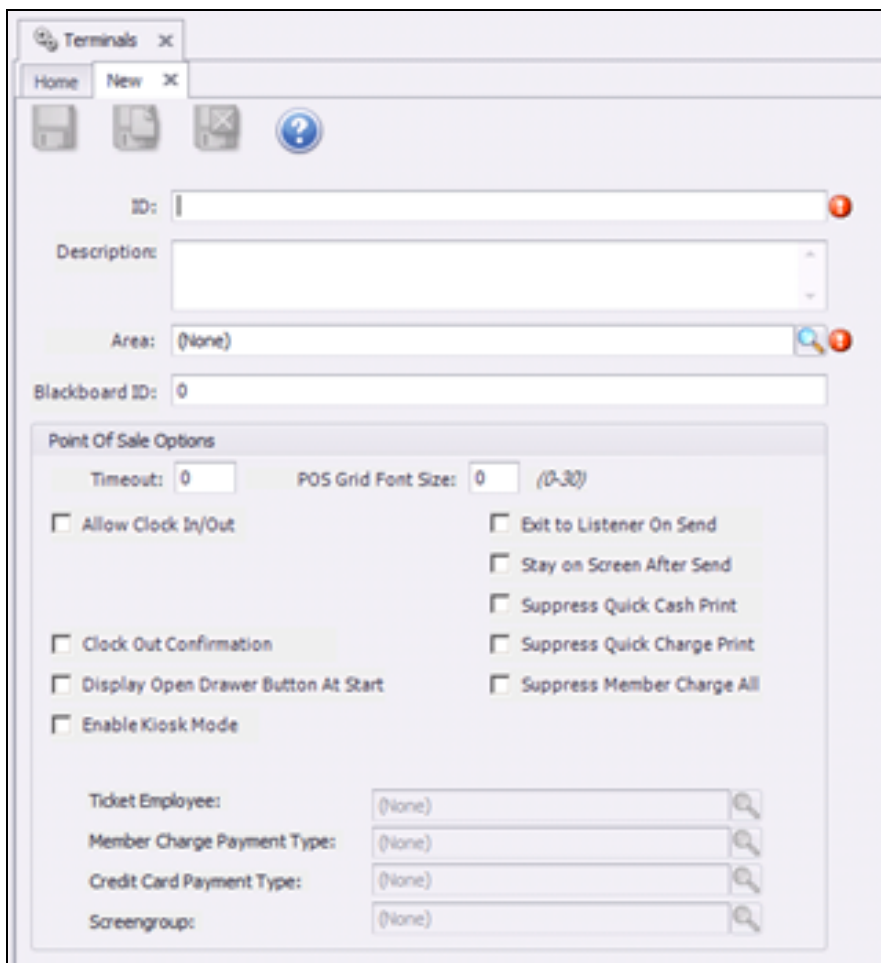 Terminals
Home New
ID:
Description:
Area: (None)
Blackboard ID: 0
Point Of Sale Options
Timeout: 0 POS Grid Font Size: 0 (0-30)
Allow Clock In/Out Exit to Listener On Send
Stay on Screen After Send
Suppress Quick Cash Print
Clock Out Confirmation Suppress Quick Charge Print
Display Open Drawer Button At Start Suppress Member Charge All
Enable Kiosk Mode
Ticket Employee: (None)
Member Charge Payment Type: (None)
Credit Card Payment Type: (None)
Screengroup: (None)